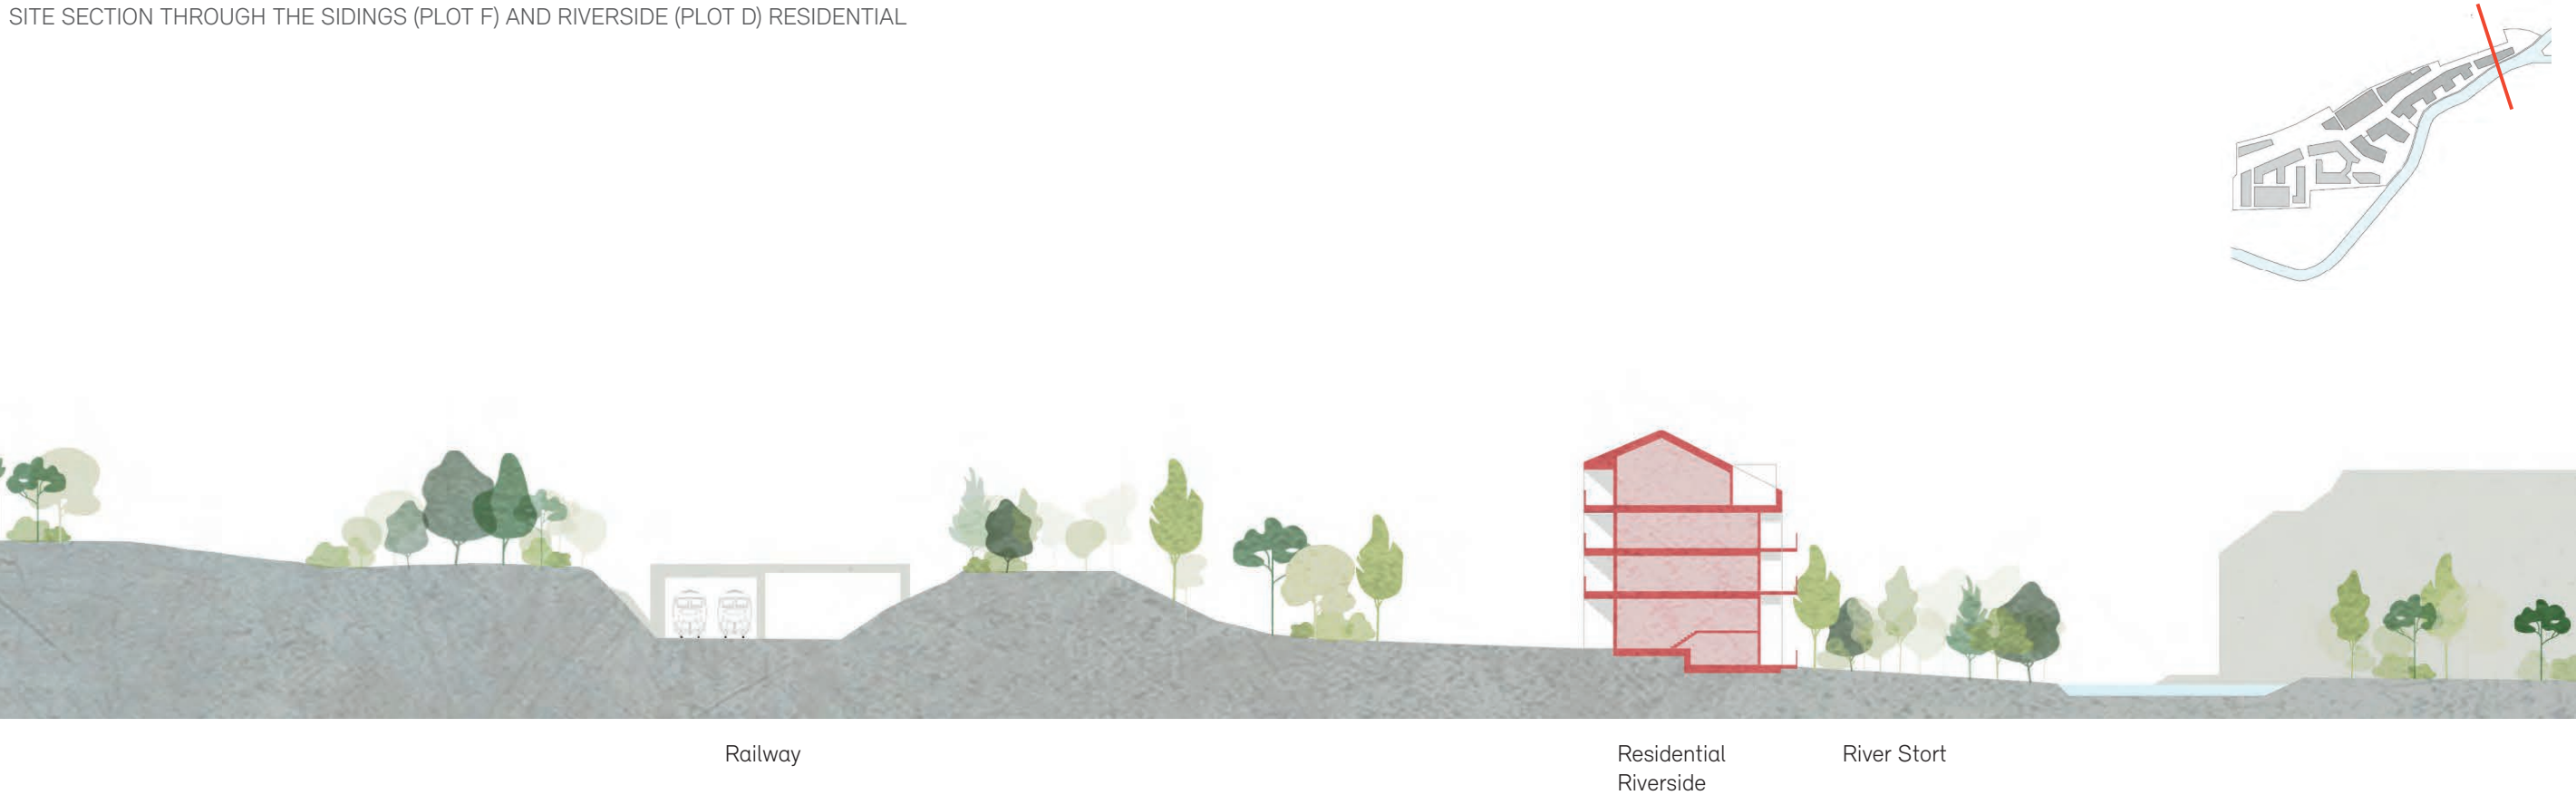 SITE SECTION THROUGH THE SIDINGS (PLOT F) AND RIVERSIDE (PLOT D) RESIDENTIAL
Railway
Residential
Riverside
River Stort